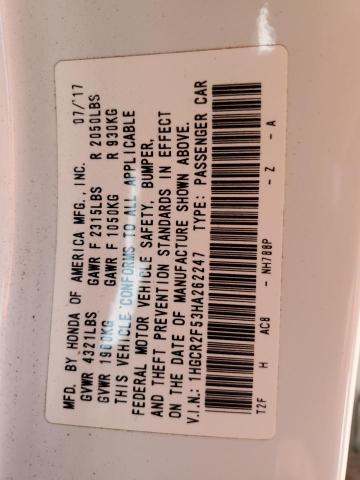 MFD. BY HONDA OF AMERICA MFG. INC. 07/'17
GVWR 4321LBS GAWR F 2315LBS R 2050LBS
GVWR 1960KG GAWR F 1050KG R 930KG
THIS VEHICLE CONFORMS TO ALL APPLICABLE
FEDERAL MOTOR VEHICLE SAFETY, BUMPER,
AND THEFT PREVENTION STANDARDS IN EFFECT
ON THE DATE OF MANUFACTURE SHOWN ABOVE.
V.I.N.: 1HGCR2F53HA262247 TYPE: PASSENGER CAR
T2F H AC8 - NH788P - Z - A